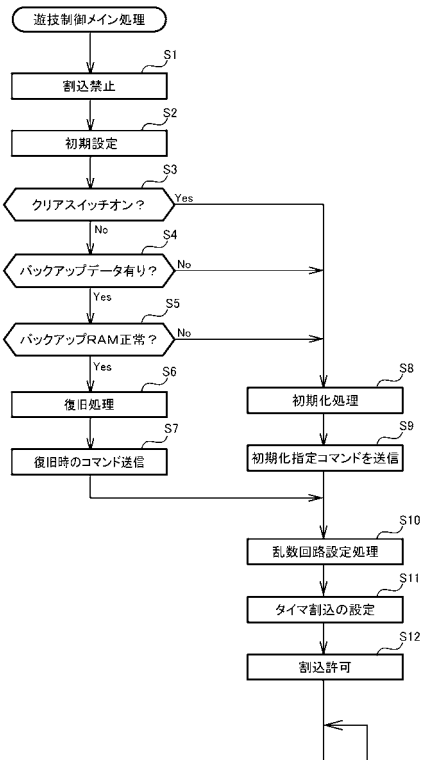 遊技制御メイン処理
S1
割込禁止
S2
初期設定
S3
クリアスイッチオン？
Yes
No
S4
バックアップデータ有り？
No
Yes
S5
バックアップRAM正常？
No
Yes
S6
復旧処理
S7
復旧時のコマンド送信
S8
初期化処理
S9
初期化指定コマンドを送信
S10
乱数回路設定処理
S11
タイマ割込の設定
S12
割込許可